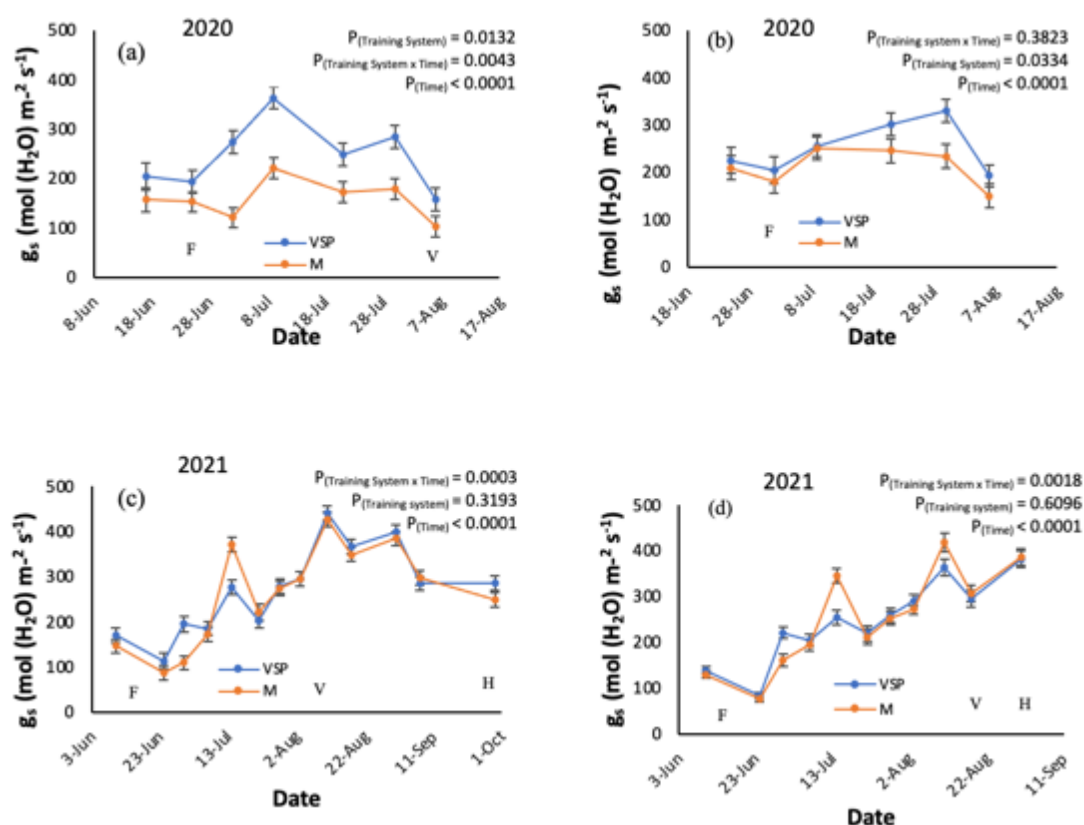 2020
(a)
P(Training System) = 0.0132
P(Training System x Time) = 0.0043
P(Time) < 0.0001
gs (mol (H2O) m-2 s-1)
500
400
300
200
100
0
F
V
VSP
M
8-Jun
18-Jun
28-Jun
8-Jul
18-Jul
28-Jul
7-Aug
17-Aug
Date
2020
(b)
P(Training system x Time) = 0.3823
P(Training System) = 0.0334
P(Time) < 0.0001
gs (mol (H2O) m-2 s-1)
500
400
300
200
100
0
F
VSP
M
18-Jun
28-Jun
8-Jul
18-Jul
28-Jul
7-Aug
17-Aug
Date
2021
(c)
P(Training System x Time) = 0.0003
P(Training system) = 0.3193
P(Time) < 0.0001
gs (mol (H2O) m-2 s-1)
500
400
300
200
100
0
F
V
H
VSP
M
3-Jun
23-Jun
13-Jul
2-Aug
22-Aug
11-Sep
1-Oct
Date
2021
(d)
P(Training System x Time) = 0.0018
P(Training system) = 0.6096
P(Time) < 0.0001
gs (mol (H2O) m-2 s-1)
500
400
300
200
100
0
F
V
H
VSP
M
3-Jun
23-Jun
13-Jul
2-Aug
22-Aug
11-Sep
Date